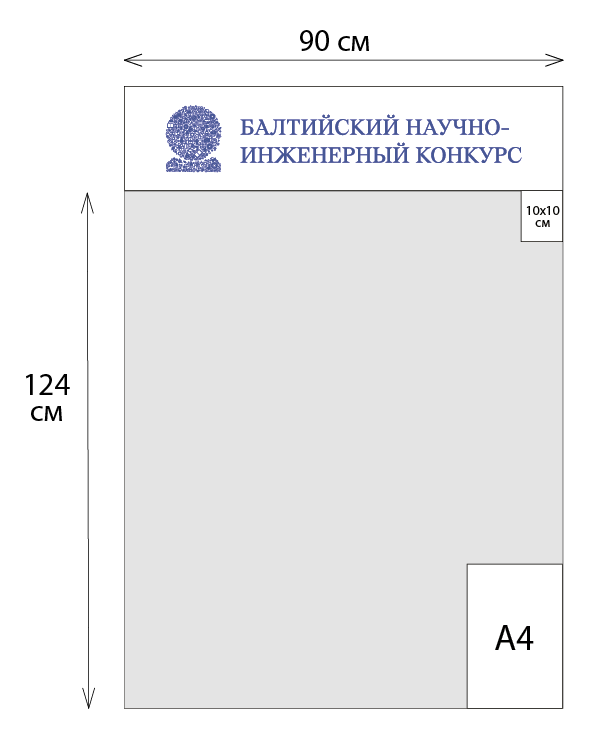 90 см
БАЛТИЙСКИЙ НАУЧНО-
ИНЖЕНЕРНЫЙ КОНКУРС
10х10
см
124
см
А4